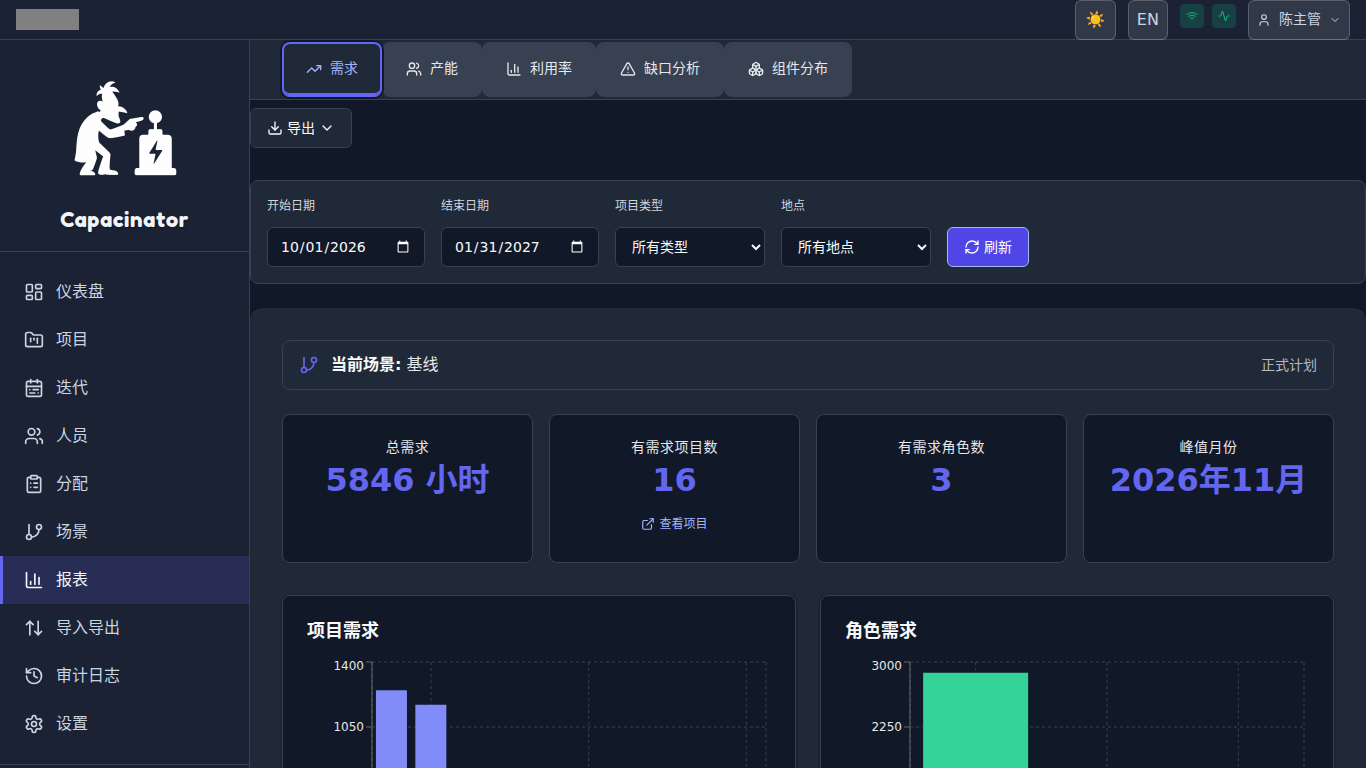 EN
陈主管
Capacinator
仪表盘
项目
迭代
人员
分配
场景
报表
导入导出
审计日志
设置
需求
产能
利用率
缺口分析
组件分布
导出
开始日期
结束日期
项目类型
地点
10/01/2026
01/31/2027
所有类型
所有地点
刷新
当前场景: 基线
正式计划
总需求
5846 小时
有需求项目数
16
查看项目
有需求角色数
3
峰值月份
2026年11月
项目需求
1400
1050
角色需求
3000
2250